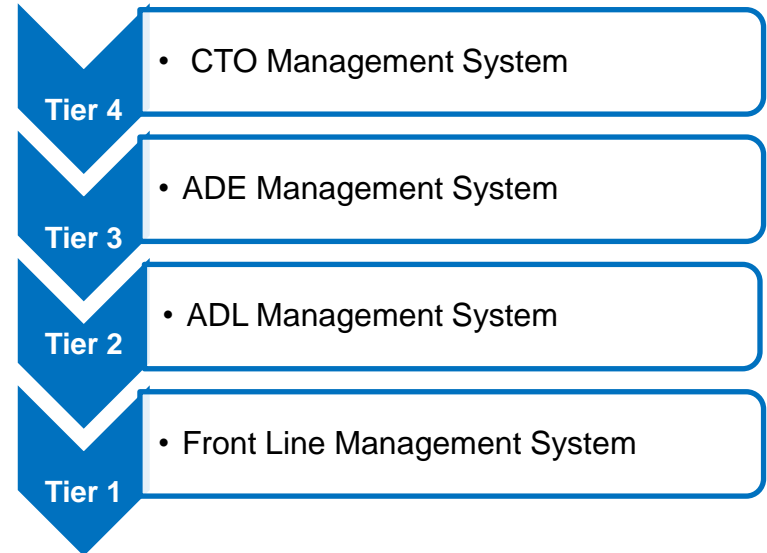 Tier 4
• CTO Management System
Tier 3
• ADE Management System
Tier 2
• ADL Management System
Tier 1
• Front Line Management System